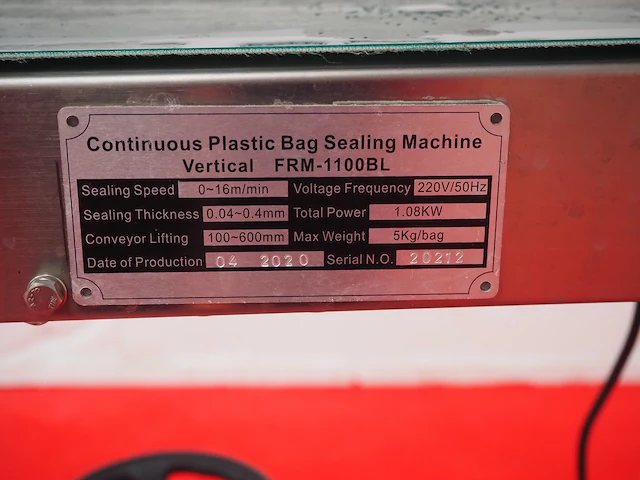 Continuous Plastic Bag Sealing Machine
Vertical FRM-1100BL
Sealing Speed 0~16m/min Voltage Frequency 220V/50Hz
Sealing Thickness 0.04~0.4mm Total Power 1.08KW
Conveyor Lifting 100~600mm Max Weight 5Kg/bag
Date of Production 04 2020 Serial N.O. 20212